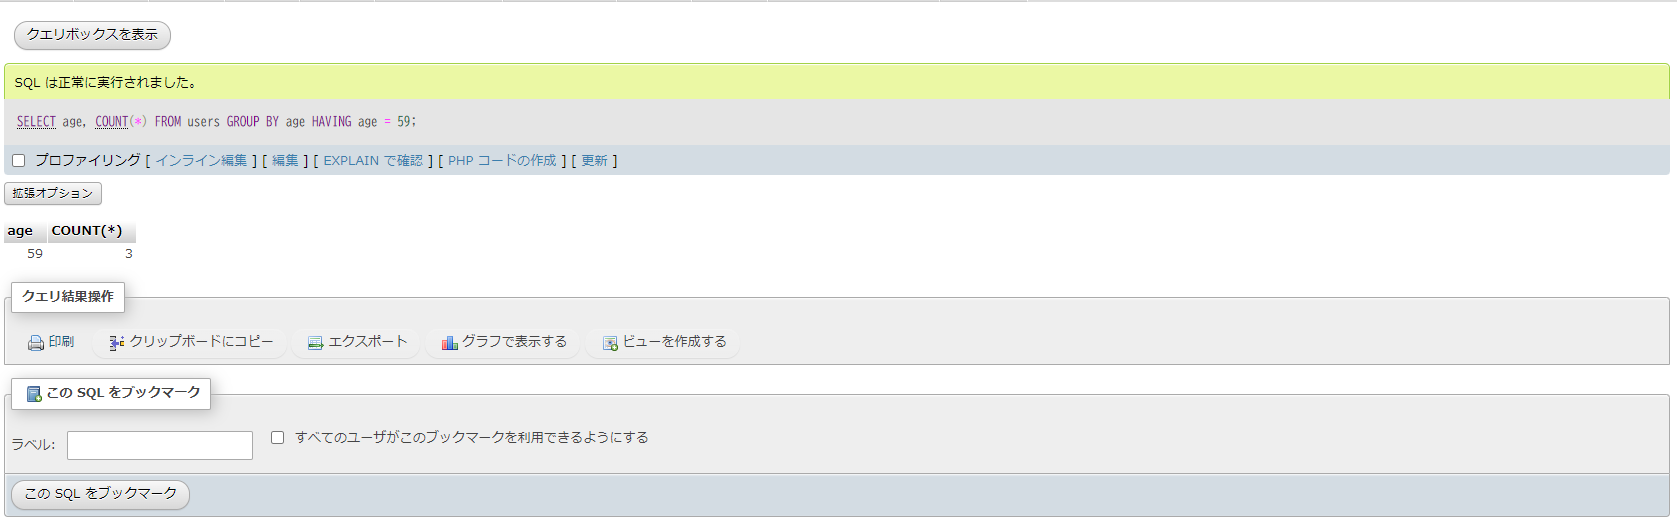 クエリボックスを表示
SQL は正常に実行されました。
SELECT age, COUNT(*) FROM users GROUP BY age HAVING age = 59;
プロファイリング [ インライン編集 ] [ 編集 ] [ EXPLAIN で確認 ] [ PHP コードの作成 ] [ 更新 ]
拡張オプション
age COUNT(*)
59 3
クエリ結果操作
印刷 クリップボードにコピー エクスポート グラフで表示する ビューを作成する
この SQL をブックマーク
ラベル: すべてのユーザがこのブックマークを利用できるようにする
この SQL をブックマーク